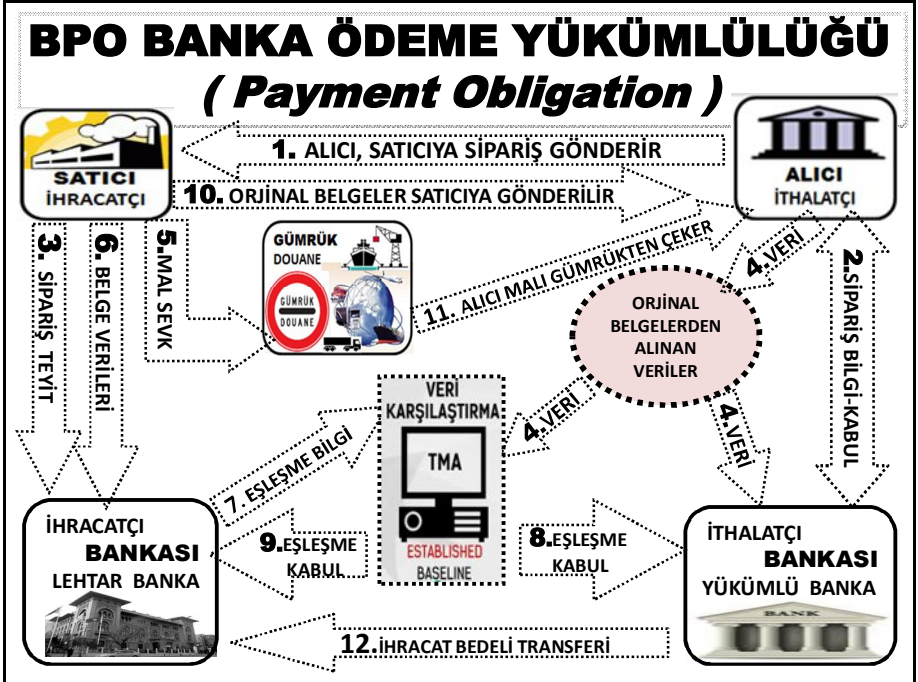 BPO BANKA ÖDEME YÜKÜMLÜLÜĞÜ
( Payment Obligation )
SATICI
İHRACATÇI
1. ALICI, SATICIYA SİPARİŞ GÖNDERİR
10. ORJİNAL BELGELER SATICIYA GÖNDERİLİR
ALICI
İTHALATÇI
3. SİPARİŞ TEYİT
6. BELGE VERİLERİ
5.MAL SEVK
GÜMRÜK
DOUANE
GÜMRÜK
DOUANE
11. ALICI MALI GÜMRÜKTEN ÇEKER
4.VERİ
2.SİPARİŞ BİLGİ-KABUL
ORJİNAL
BELGELERDEN
ALINAN
VERİLER
4.VERİ
4.VERİ
VERİ
KARŞILAŞTIRMA
TMA
ESTABLISHED
BASELINE
7. EŞLEŞME BİLGİ
9.EŞLEŞME
KABUL
8.EŞLEŞME
KABUL
İHRACATÇI
BANKASI
LEHTAR BANKA
İTHALATÇI
BANKASI
YÜKÜMLÜ BANKA
BANK
12.İHRACAT BEDELİ TRANSFERİ